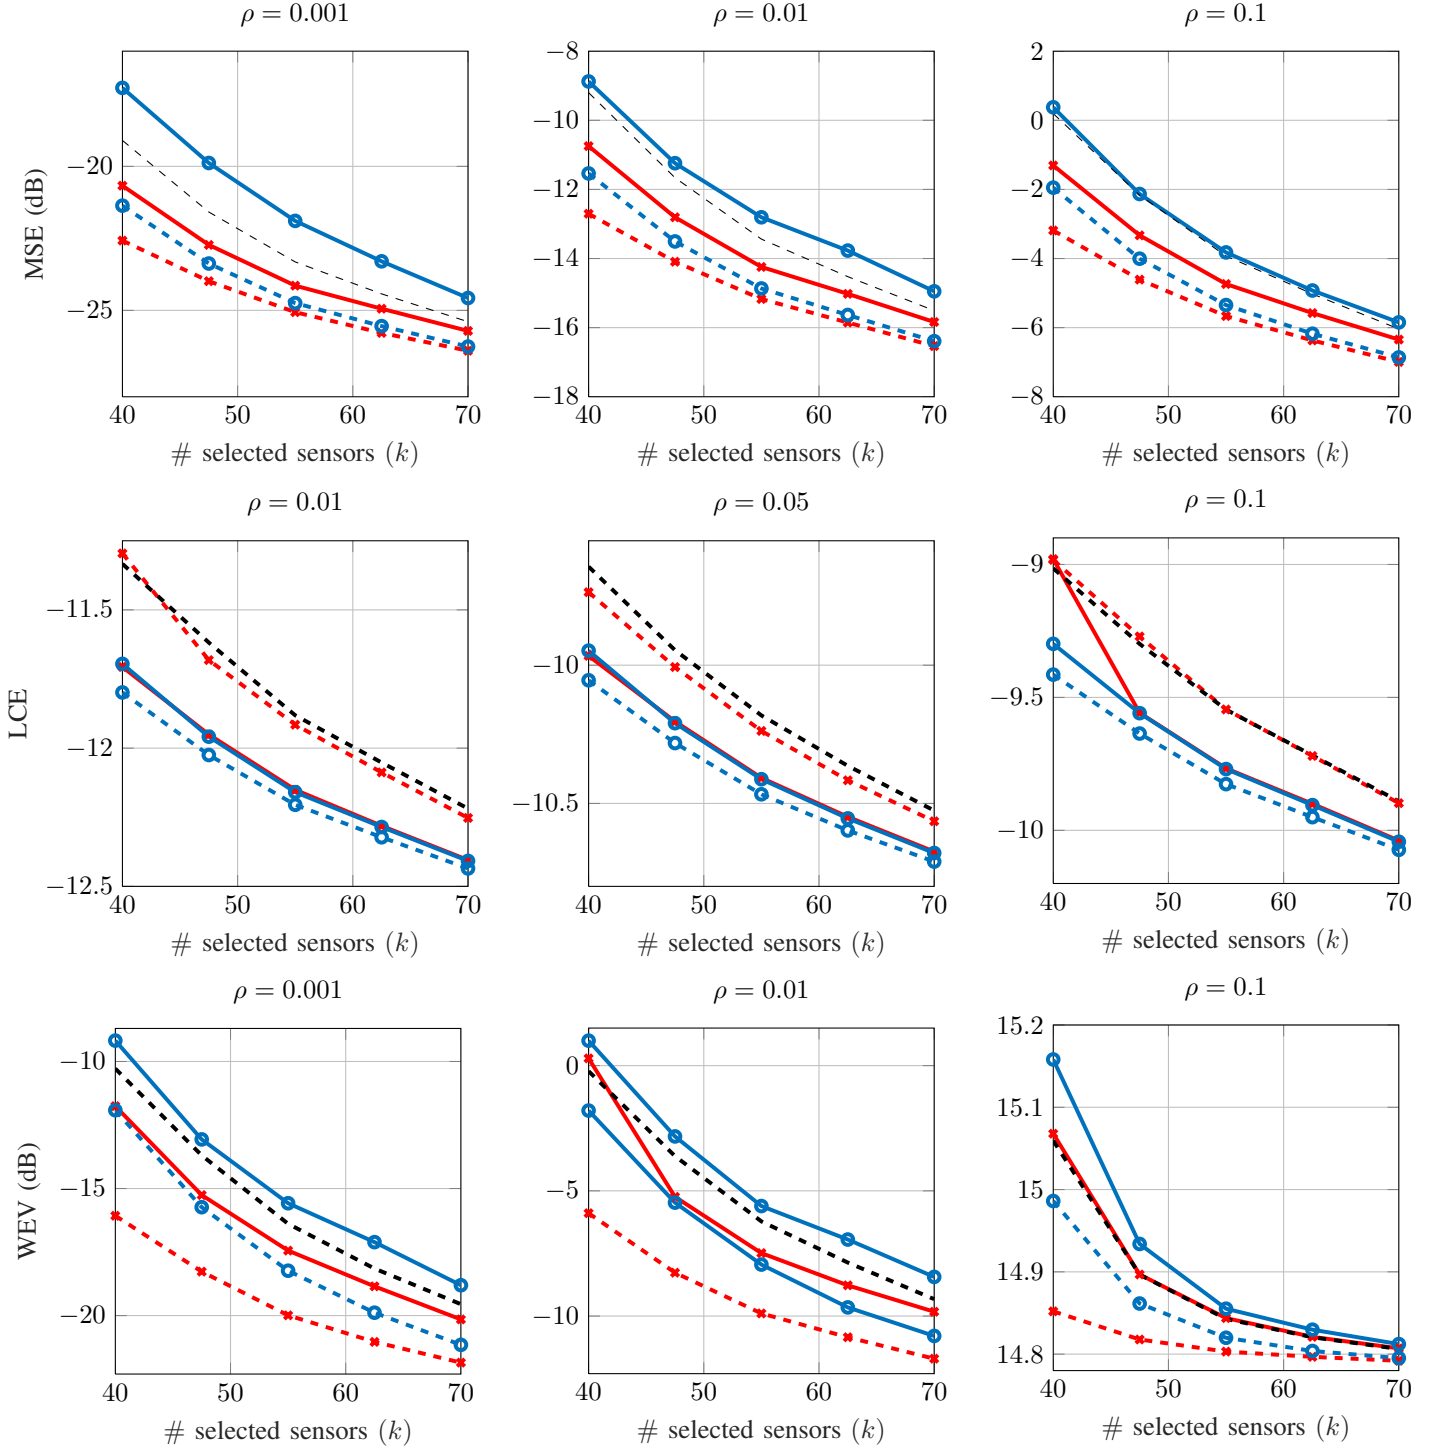 ρ = 0.001
ρ = 0.01
ρ = 0.1
MSE (dB)
−20
−25
40 50 60 70
# selected sensors (k)
−8
−10
−12
−14
−16
−18
40 50 60 70
# selected sensors (k)
2
0
−2
−4
−6
−8
40 50 60 70
# selected sensors (k)
ρ = 0.01
ρ = 0.05
ρ = 0.1
LCE
−11.5
−12
−12.5
40 50 60 70
# selected sensors (k)
−10
−10.5
40 50 60 70
# selected sensors (k)
−9
−9.5
−10
40 50 60 70
# selected sensors (k)
ρ = 0.001
ρ = 0.01
ρ = 0.1
WEV (dB)
−10
−15
−20
40 50 60 70
# selected sensors (k)
0
−5
−10
40 50 60 70
# selected sensors (k)
15.2
15.1
15
14.9
14.8
40 50 60 70
# selected sensors (k)